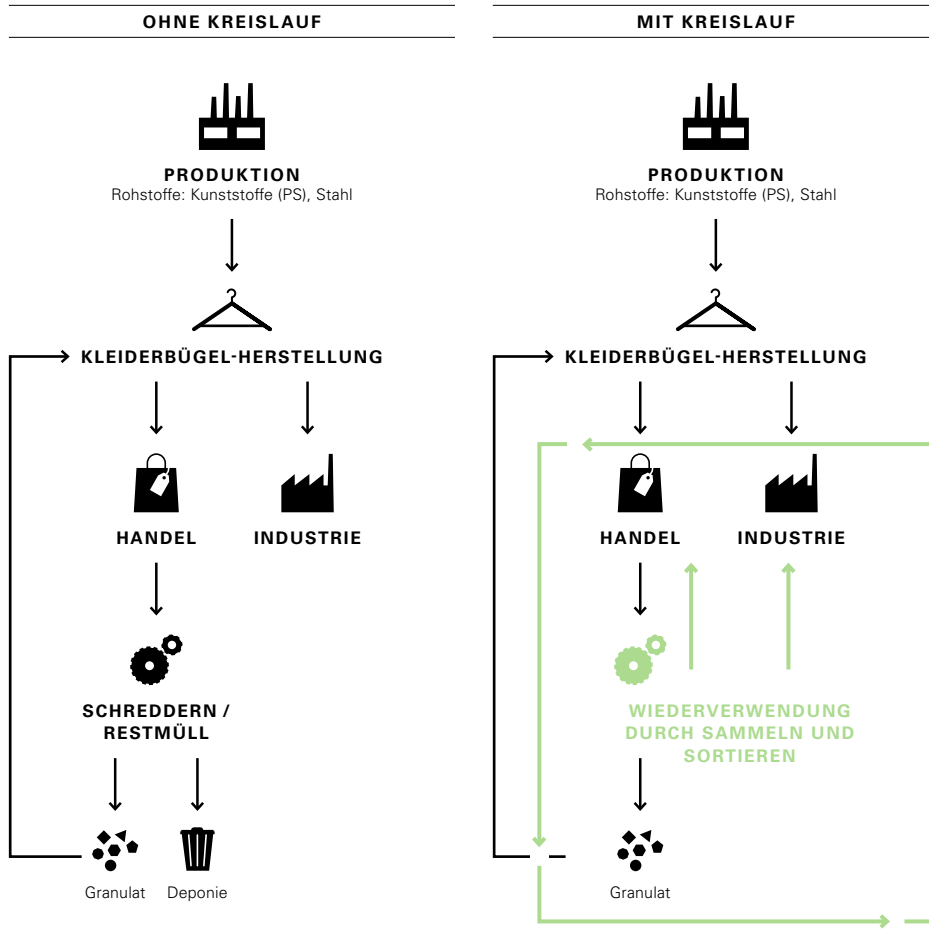 OHNE KREISLAUF
PRODUKTION
Rohstoffe: Kunststoffe (PS), Stahl
KLEIDERBÜGEL-HERSTELLUNG
HANDEL
INDUSTRIE
SCHREDDERN /
RESTMÜLL
Granulat
Deponie
MIT KREISLAUF
PRODUKTION
Rohstoffe: Kunststoffe (PS), Stahl
KLEIDERBÜGEL-HERSTELLUNG
HANDEL
INDUSTRIE
WIEDERVERWENDUNG
DURCH SAMMELN UND
SORTIEREN
Granulat